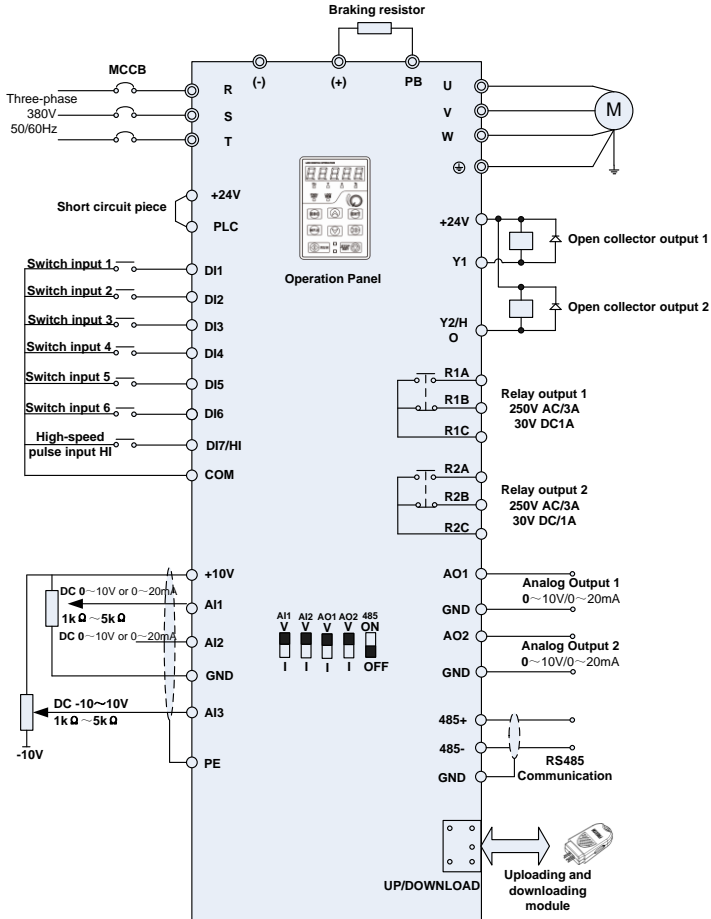 Braking resistor
MCCB
Three-phase
380V
50/60Hz
R
S
T
(-)
(+)
PB
U
V
W
M
Short circuit piece
+24V
PLC
Operation Panel
+24V
Y1
Open collector output 1
Y2/H
O
Open collector output 2
Switch input 1
DI1
Switch input 2
DI2
Switch input 3
DI3
Switch input 4
DI4
Switch input 5
DI5
Switch input 6
DI6
High-speed
pulse input HI
DI7/HI
COM
R1A
R1B
R1C
Relay output 1
250V AC/3A
30V DC1A
R2A
R2B
R2C
Relay output 2
250V AC/3A
30V DC/1A
+10V
DC 0～10V or 0～20mA
AI1
1kΩ～5kΩ
DC 0～10V or 0～20mA
AI2
GND
DC -10～10V
AI3
1kΩ～5kΩ
-10V
PE
AI1 AI2 AO1 AO2 485
V V V V ON
I I I I OFF
AO1
Analog Output 1
0～10V/0～20mA
GND
AO2
Analog Output 2
0～10V/0～20mA
GND
485+
485-
RS485
Communication
GND
UP/DOWNLOAD
Uploading and
downloading
module